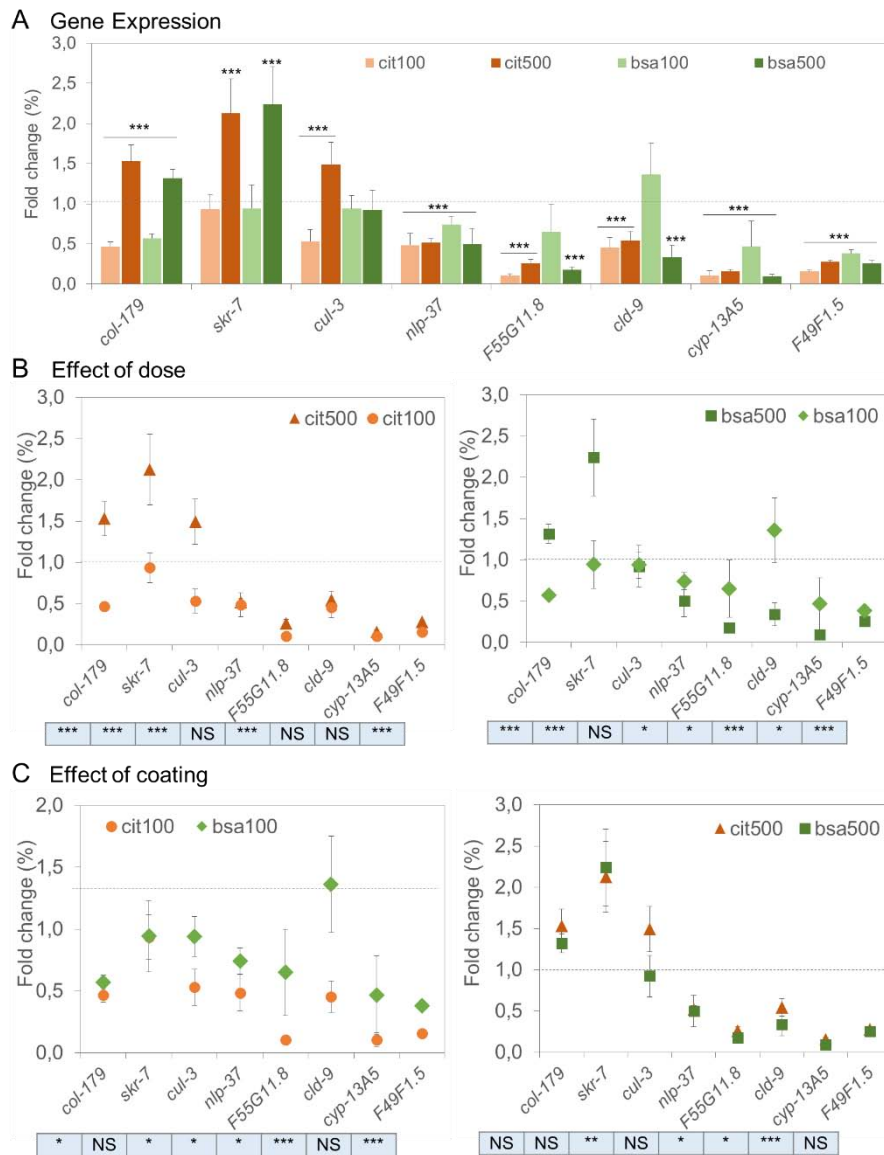 A Gene Expression
Fold change (%)
3,0
2,5
2,0
1,5
1,0
0,5
0,0
cit100 cit500 bsa100 bsa500
*** *** *** *** *** *** *** *** *** ***
col-179 skr-7 cul-3 nlp-37 F55G11.8 cld-9 cyp-13A5 F49F1.5
B Effect of dose
Fold change (%)
3,0
2,5
2,0
1,5
1,0
0,5
0,0
cit500 cit100
col-179 skr-7 cul-3 nlp-37 F55G11.8 cld-9 cyp-13A5 F49F1.5
*** *** *** NS *** NS NS ***
Fold change (%)
3,0
2,5
2,0
1,5
1,0
0,5
0,0
bsa500 bsa100
col-179 skr-7 cul-3 nlp-37 F55G11.8 cld-9 cyp-13A5 F49F1.5
*** *** NS * * *** * ***
C Effect of coating
Fold change (%)
2,0
1,5
1,0
0,5
0,0
cit100 bsa100
col-179 skr-7 cul-3 nlp-37 F55G11.8 cld-9 cyp-13A5 F49F1.5
* NS * * * *** NS ***
Fold change (%)
3,0
2,5
2,0
1,5
1,0
0,5
0,0
cit500 bsa500
col-179 skr-7 cul-3 nlp-37 F55G11.8 cld-9 cyp-13A5 F49F1.5
NS NS ** NS * * *** NS